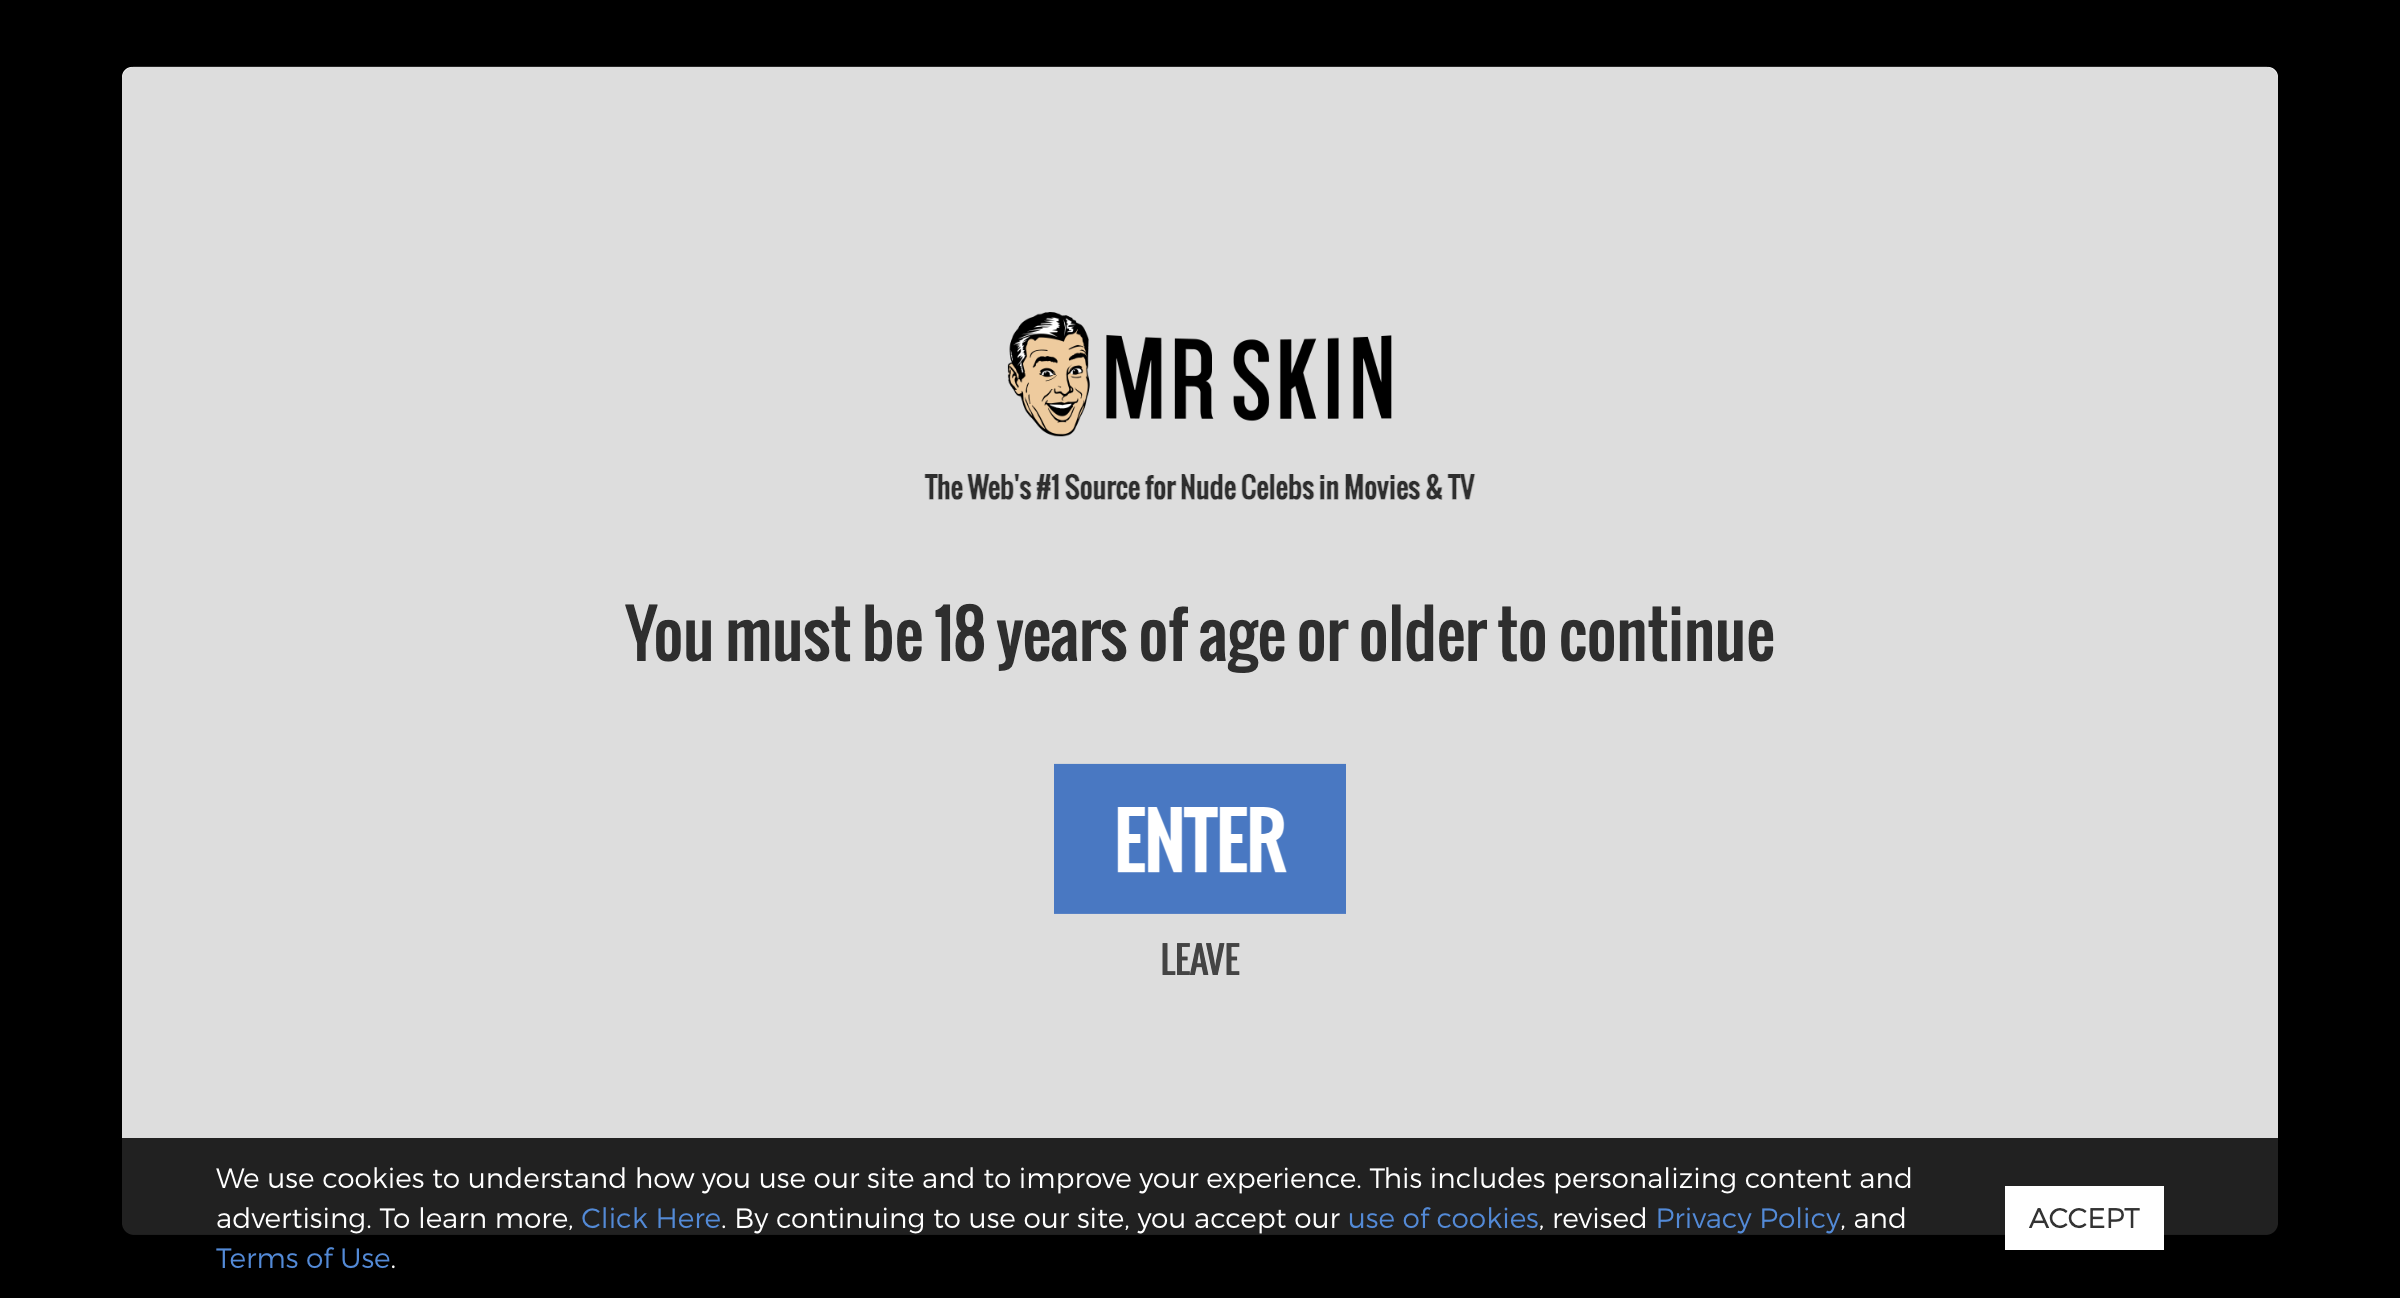 MR SKIN
The Web's #1 Source for Nude Celebs in Movies & TV
You must be 18 years of age or older to continue
ENTER
LEAVE
We use cookies to understand how you use our site and to improve your experience. This includes personalizing content and
advertising. To learn more, Click Here. By continuing to use our site, you accept our use of cookies, revised Privacy Policy, and
Terms of Use.
ACCEPT